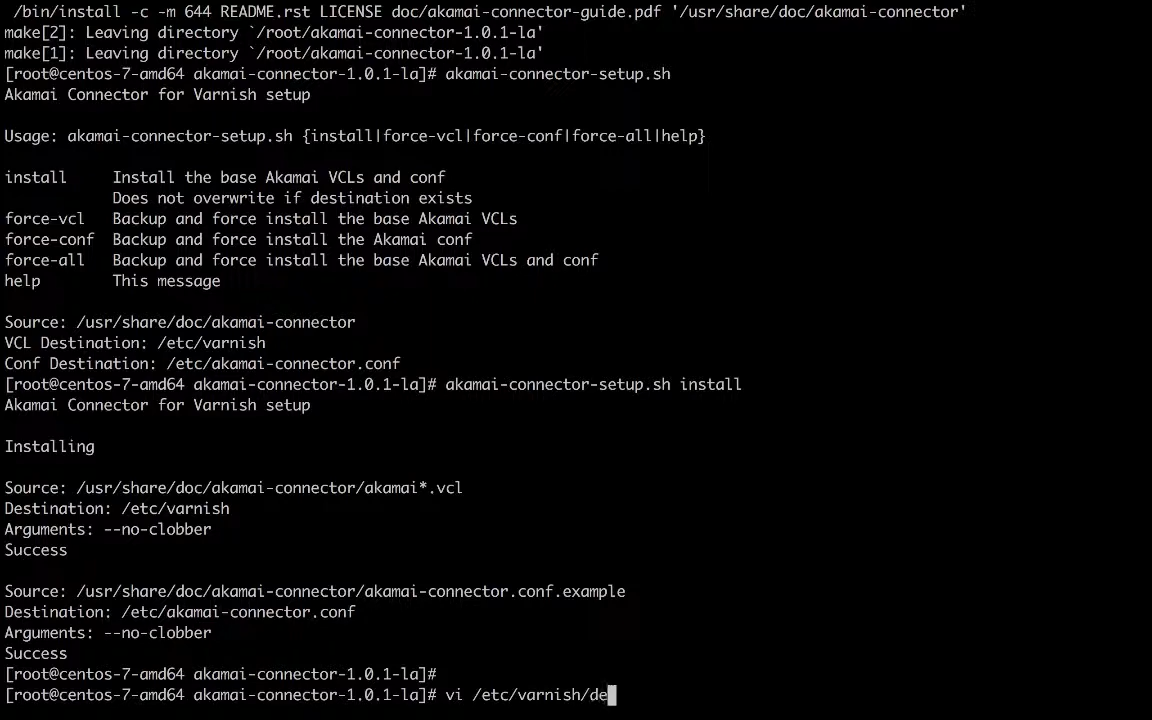 /bin/install -c -m 644 README.rst LICENSE doc/akamai-connector-guide.pdf '/usr/share/doc/akamai-connector'
make[2]: Leaving directory `/root/akamai-connector-1.0.1-la'
make[1]: Leaving directory `/root/akamai-connector-1.0.1-la'
[root@centos-7-amd64 akamai-connector-1.0.1-la]# akamai-connector-setup.sh
Akamai Connector for Varnish setup
Usage: akamai-connector-setup.sh {install|force-vcl|force-conf|force-all|help}
install Install the base Akamai VCLs and conf
Does not overwrite if destination exists
force-vcl Backup and force install the base Akamai VCLs
force-conf Backup and force install the Akamai conf
force-all Backup and force install the base Akamai VCLs and conf
help This message
Source: /usr/share/doc/akamai-connector
VCL Destination: /etc/varnish
Conf Destination: /etc/akamai-connector.conf
[root@centos-7-amd64 akamai-connector-1.0.1-la]# akamai-connector-setup.sh install
Akamai Connector for Varnish setup
Installing
Source: /usr/share/doc/akamai-connector/akamai*.vcl
Destination: /etc/varnish
Arguments: --no-clobber
Success
Source: /usr/share/doc/akamai-connector/akamai-connector.conf.example
Destination: /etc/akamai-connector.conf
Arguments: --no-clobber
Success
[root@centos-7-amd64 akamai-connector-1.0.1-la]#
[root@centos-7-amd64 akamai-connector-1.0.1-la]# vi /etc/varnish/de